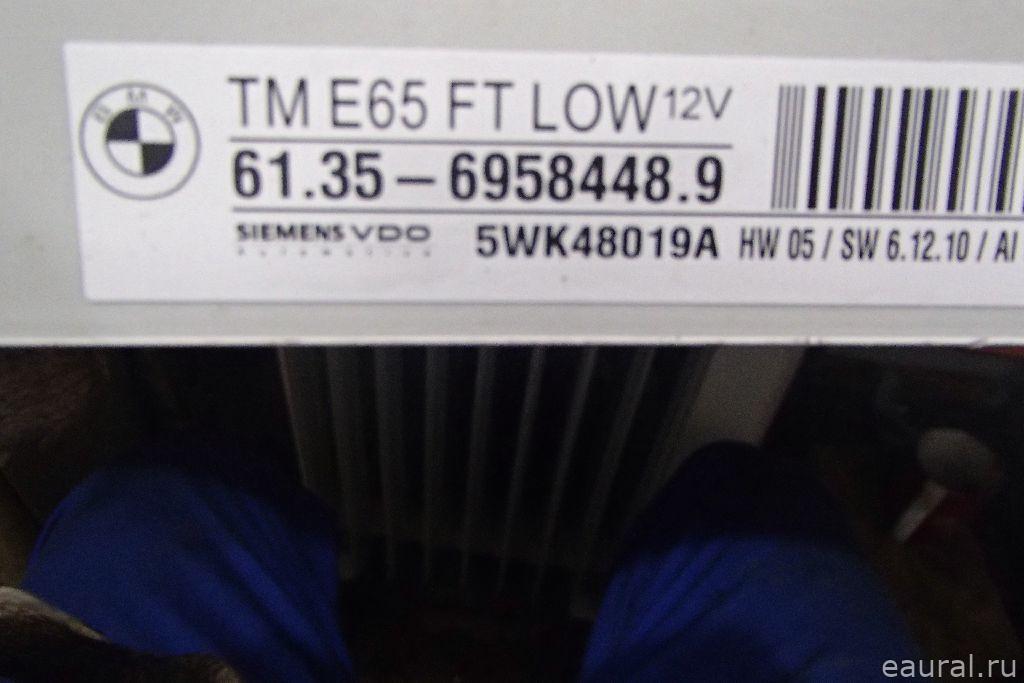 BMW
TM E65 FT LOW 12V
61.35 – 6958448.9
SIEMENS VDO
AUTOMOTIVE
5WK48019A HW 05 / SW 6.12.10 / AI
eaural.ru